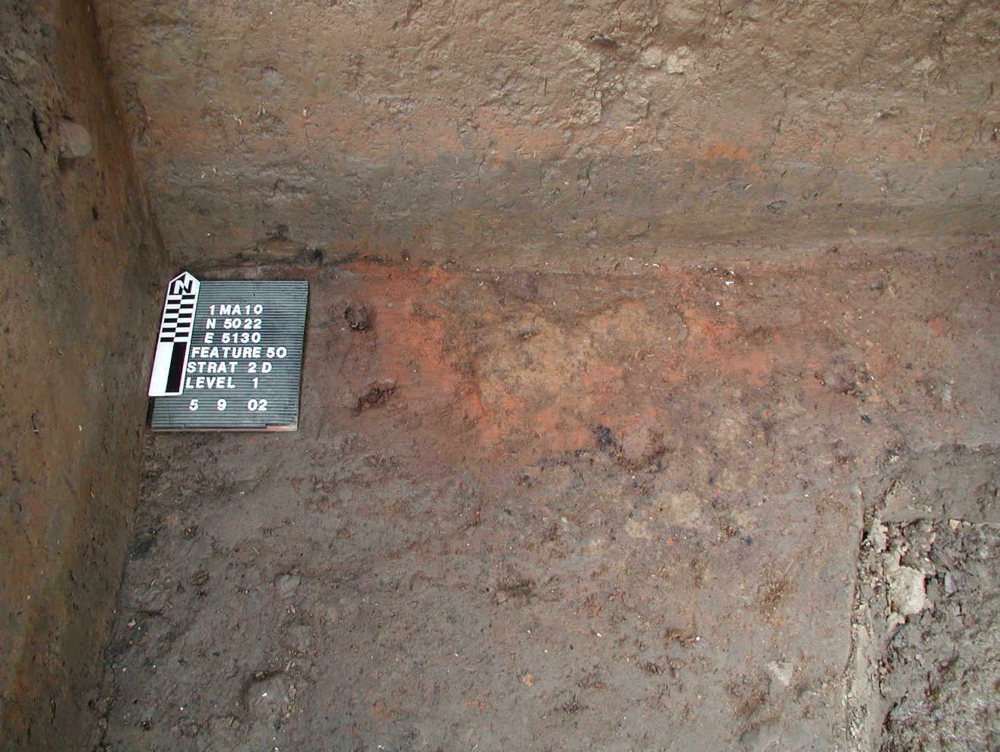 N
1MA10
N 5022
E 5130
FEATURE 50
STRAT 2D
LEVEL 1
5 9 02